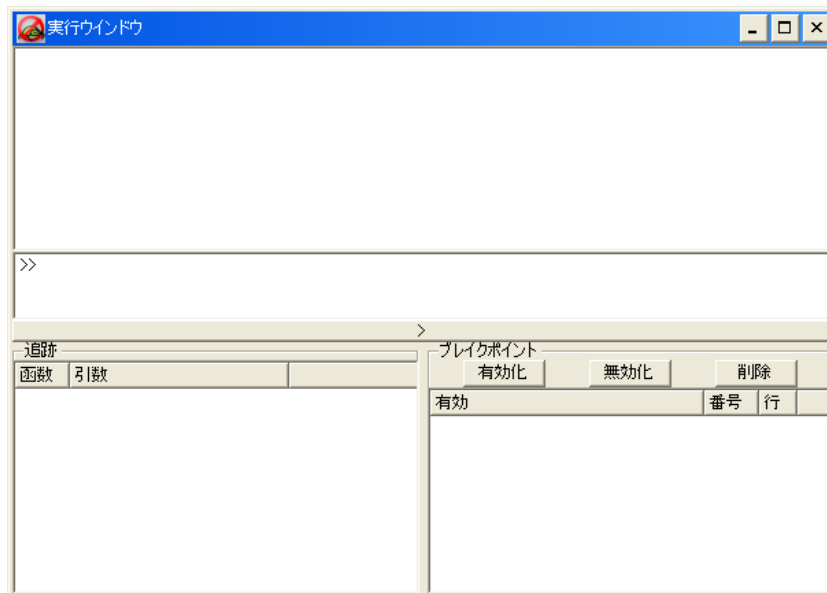 実行ウインドウ
>>
>
追跡
函数 引数
ブレイクポイント
有効化 無効化 削除
有効 番号 行